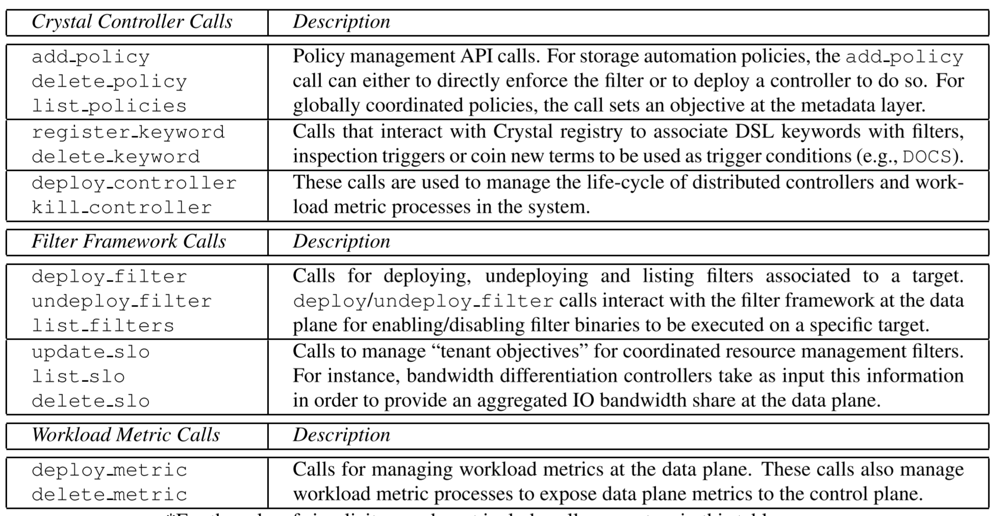 Crystal Controller Calls Description
add_policy
delete_policy
list_policies
Policy management API calls. For storage automation policies, the add_policy
call can either to directly enforce the filter or to deploy a controller to do so. For
globally coordinated policies, the call sets an objective at the metadata layer.
register_keyword
delete_keyword
Calls that interact with Crystal registry to associate DSL keywords with filters,
inspection triggers or coin new terms to be used as trigger conditions (e.g., DOCS).
deploy_controller
kill_controller
These calls are used to manage the life-cycle of distributed controllers and work-
load metric processes in the system.
Filter Framework Calls Description
deploy_filter
undeploy_filter
list_filters
Calls for deploying, undeploying and listing filters associated to a target.
deploy/undeploy_filter calls interact with the filter framework at the data
plane for enabling/disabling filter binaries to be executed on a specific target.
update_slo
list_slo
delete_slo
Calls to manage “tenant objectives” for coordinated resource management filters.
For instance, bandwidth differentiation controllers take as input this information
in order to provide an aggregated IO bandwidth share at the data plane.
Workload Metric Calls Description
deploy_metric
delete_metric
Calls for managing workload metrics at the data plane. These calls also manage
workload metric processes to expose data plane metrics to the control plane.